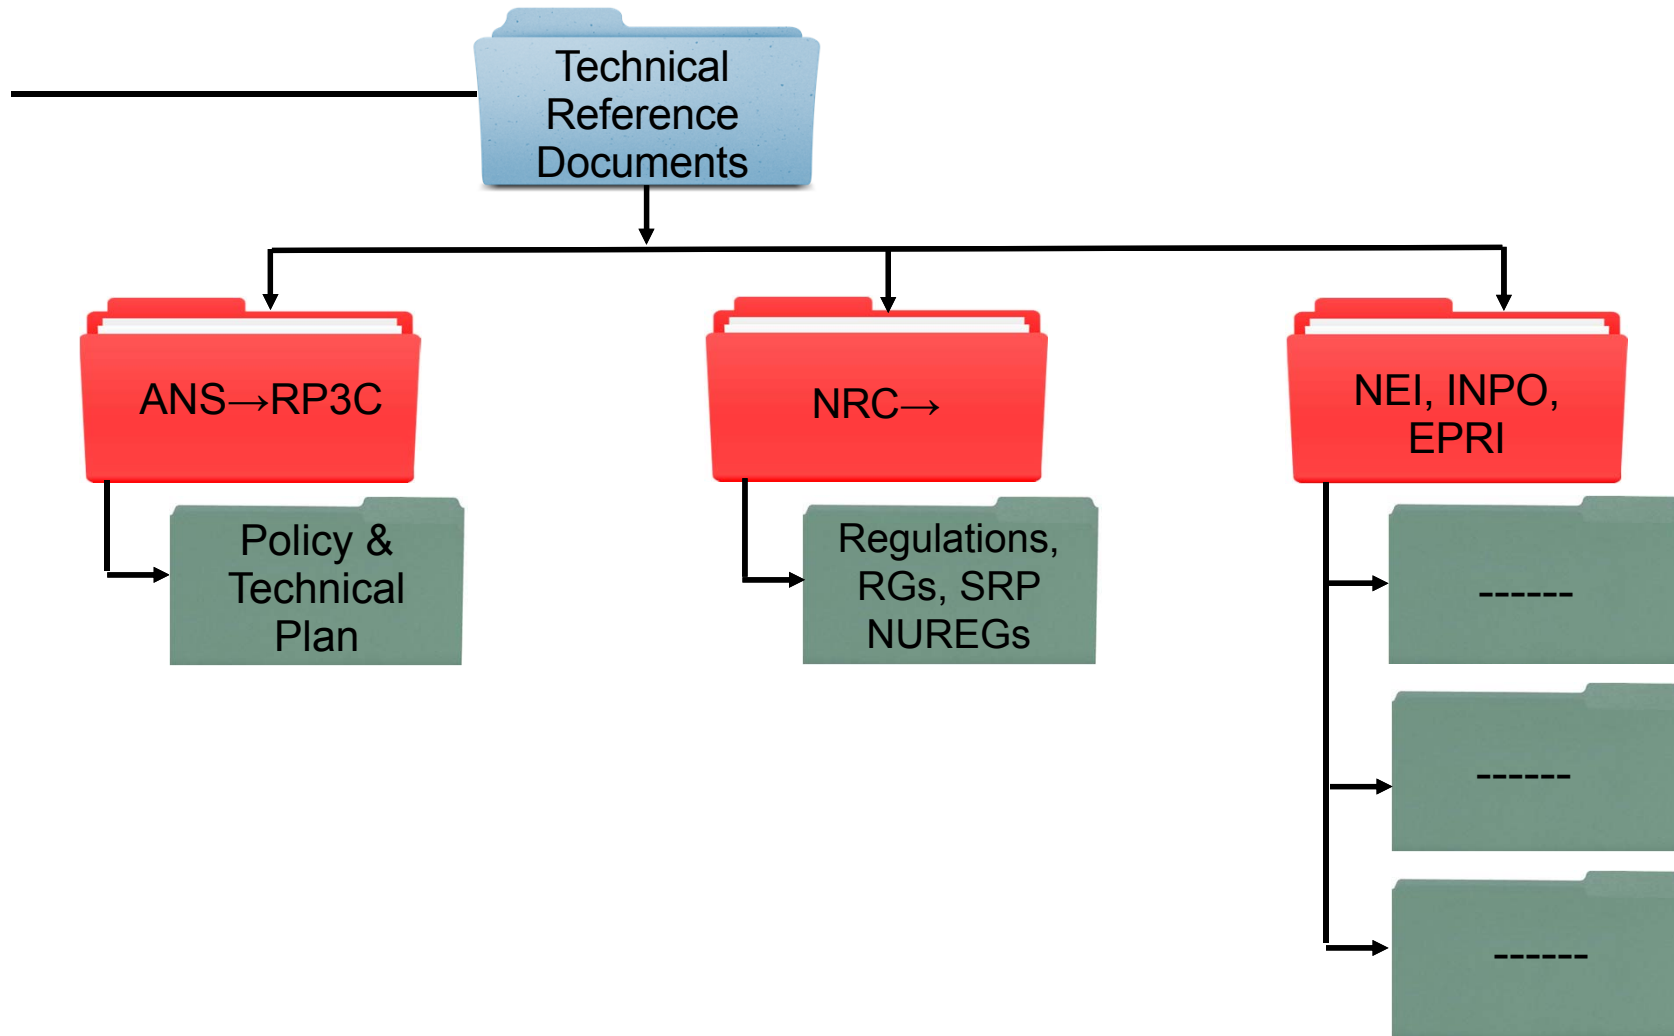 Technical
Reference
Documents
ANS→RP3C
NRC→
NEI, INPO,
EPRI
Policy &
Technical
Plan
Regulations,
RGs, SRP
NUREGs
------
------
------